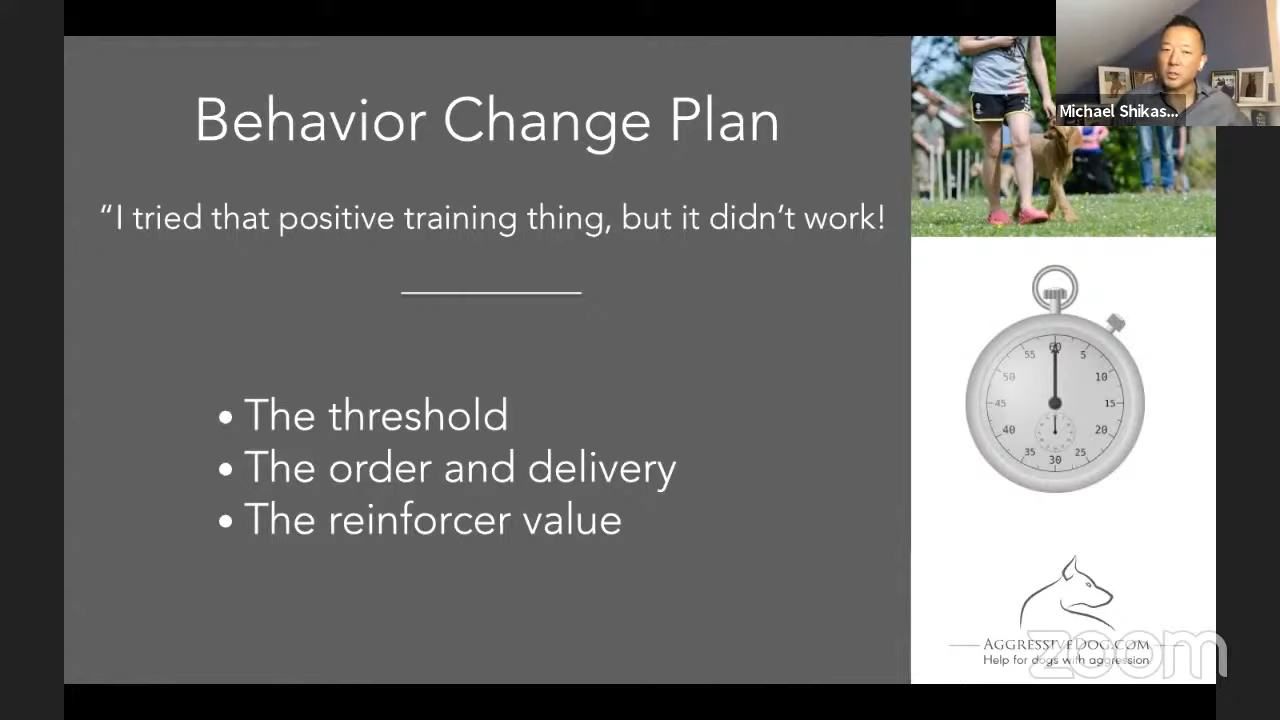 Behavior Change Plan
“I tried that positive training thing, but it didn’t work!
• The threshold
• The order and delivery
• The reinforcer value
Michael Shikas...
60
5
10
15
20
25
30
35
40
45
50
55
AGGRESSIVEDOG.COM
Help for dogs with aggression
zoom